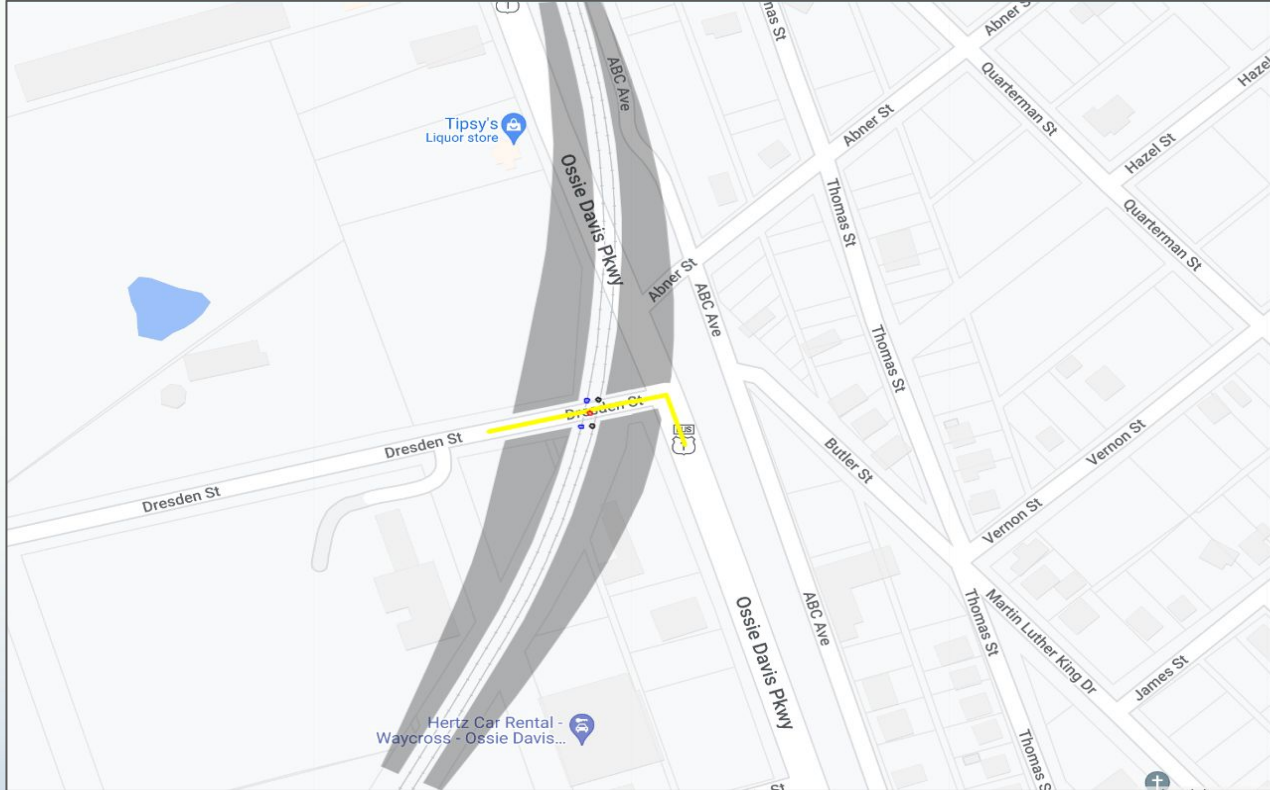 ABC Ave
Abner
Abner St
Quarterman St
Hazel
Hazel St
Tipsy's
Liquor store
Ossie Davis Pkwy
Thomas St
Quarterman St
Abner St
ABC Ave
Thomas St
Dresden St
BUS
Dresden St
Butler St
Vernon St
Dresden St
Vernon St
Thomas St
Martin Luther King Dr
ABC Ave
Ossie Davis Pkwy
James St
Hertz Car Rental -
Waycross - Ossie Davis...
Thomas S
St